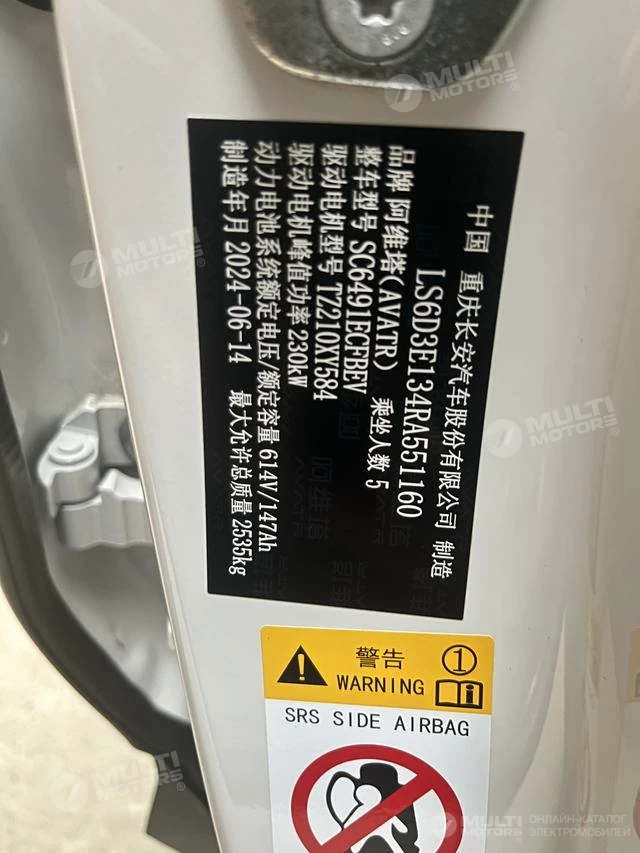 中国 重庆长安汽车股份有限公司 制造
LS6D3E134RA551160
品牌 阿维塔(AVATR) 乘坐人数 5
整车型号 SC6491ECFBEV
驱动电机型号 TZ210XY584
驱动电机峰值功率 230kW
动力电池系统额定电压/额定容量 614V/147Ah
制造年月 2024-06-14 最大允许总质量 2535kg
警告 ①
WARNING
SRS SIDE AIRBAG
MULTI MOTORS
MULTI MOTORS
MULTI MOTORS
MULTI MOTORS
MULTI MOTORS ОНЛАЙН-КАТАЛОГ ЭЛЕКТРОМОБИЛЕЙ